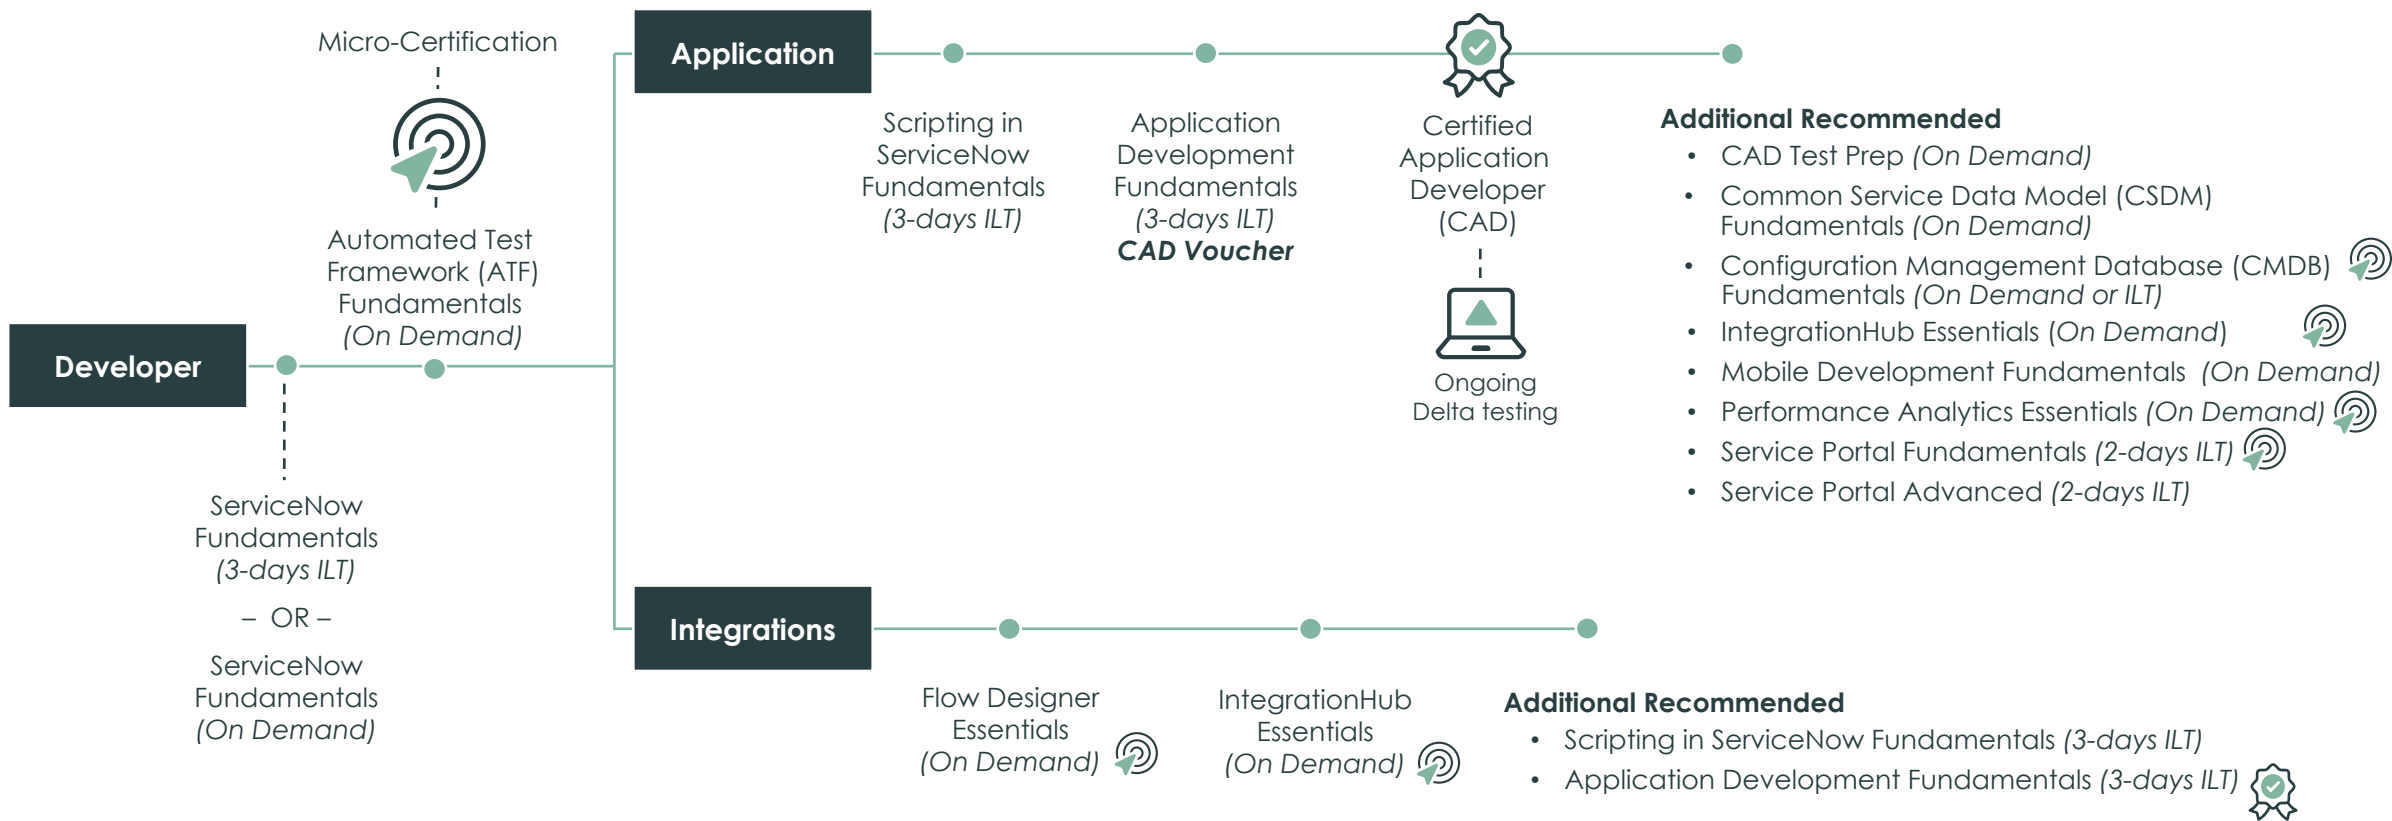 Micro-Certification
Automated Test
Framework (ATF)
Fundamentals
(On Demand)
Developer
ServiceNow
Fundamentals
(3-days ILT)
– OR –
ServiceNow
Fundamentals
(On Demand)
Application
Scripting in
ServiceNow
Fundamentals
(3-days ILT)
Application
Development
Fundamentals
(3-days ILT)
CAD Voucher
Certified
Application
Developer
(CAD)
Ongoing
Delta testing
Additional Recommended
• CAD Test Prep (On Demand)
• Common Service Data Model (CSDM)
Fundamentals (On Demand)
• Configuration Management Database (CMDB)
Fundamentals (On Demand or ILT)
• IntegrationHub Essentials (On Demand)
• Mobile Development Fundamentals (On Demand)
• Performance Analytics Essentials (On Demand)
• Service Portal Fundamentals (2-days ILT)
• Service Portal Advanced (2-days ILT)
Integrations
Flow Designer
Essentials
(On Demand)
IntegrationHub
Essentials
(On Demand)
Additional Recommended
• Scripting in ServiceNow Fundamentals (3-days ILT)
• Application Development Fundamentals (3-days ILT)